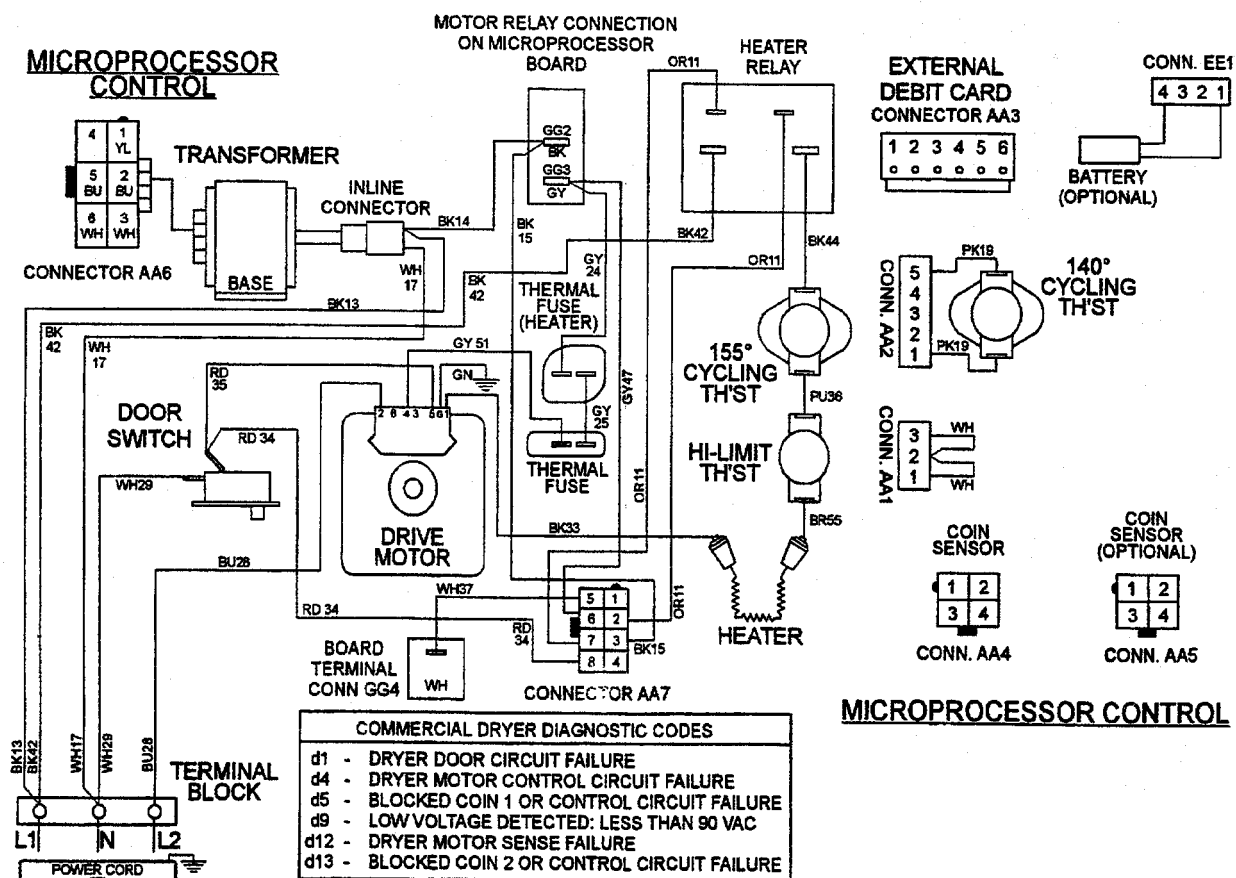 MOTOR RELAY CONNECTION
ON MICROPROCESSOR
BOARD
MICROPROCESSOR
CONTROL
4 1
YL
5 2
BU BU
6 3
WH WH
CONNECTOR AA6
TRANSFORMER
BASE
INLINE
CONNECTOR
BK14
WH
17
BK13
GG2
BK
GG3
GY
BK
15
BK
42
GY
24
OR11
HEATER
RELAY
BK42
OR11
BK44
EXTERNAL
DEBIT CARD
CONNECTOR AA3
1 2 3 4 5 6
CONN. EE1
4 3 2 1
BATTERY
(OPTIONAL)
THERMAL
FUSE
(HEATER)
BK
42
WH
17
RD
35
GY 51
GN
GY47
GY
25
THERMAL
FUSE
155°
CYCLING
TH'ST
PU36
HI-LIMIT
TH'ST
BR55
CONN. AA2
5
4
3
2
1
PK19
PK19
140°
CYCLING
TH'ST
CONN. AA1
3
2
1
WH
WH
DOOR
SWITCH
RD 34
WH29
2 6 4 3 5 6 1
DRIVE
MOTOR
BU28
OR11
BK33
WH37
RD 34
RD
34
OR11
BK15
HEATER
BOARD
TERMINAL
CONN GG4
WH
5 1
6 2
7 3
8 4
CONNECTOR AA7
COIN
SENSOR
1 2
3 4
CONN. AA4
COIN
SENSOR
(OPTIONAL)
1 2
3 4
CONN. AA5
MICROPROCESSOR CONTROL
BK13
BK42
WH17
WH29
BU28
TERMINAL
BLOCK
L1 N L2
POWER CORD
COMMERCIAL DRYER DIAGNOSTIC CODES
d1 - DRYER DOOR CIRCUIT FAILURE
d4 - DRYER MOTOR CONTROL CIRCUIT FAILURE
d5 - BLOCKED COIN 1 OR CONTROL CIRCUIT FAILURE
d9 - LOW VOLTAGE DETECTED: LESS THAN 90 VAC
d12 - DRYER MOTOR SENSE FAILURE
d13 - BLOCKED COIN 2 OR CONTROL CIRCUIT FAILURE